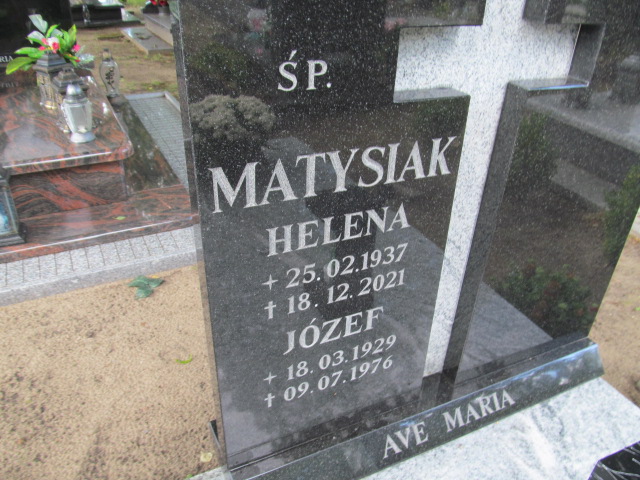 ŚP.
MATYSIAK
HELENA
+ 25.02.1937
† 18.12.2021
JÓZEF
+ 18.03.1929
† 09.07.1976
AVE MARIA